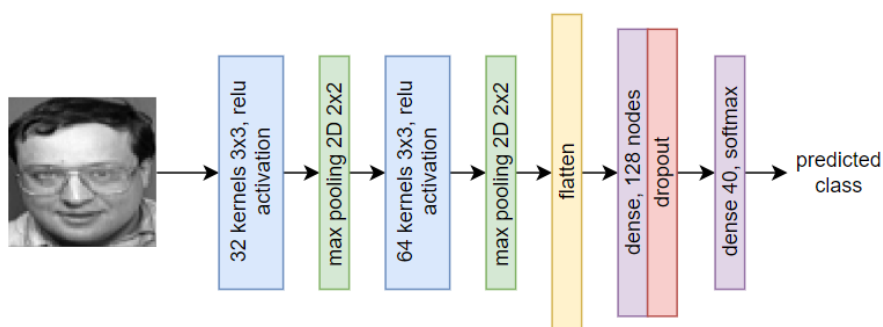 32 kernels 3x3, relu
activation
max pooling 2D 2x2
64 kernels 3x3, relu
activation
max pooling 2D 2x2
flatten
dense, 128 nodes
dropout
dense 40, softmax
predicted
class